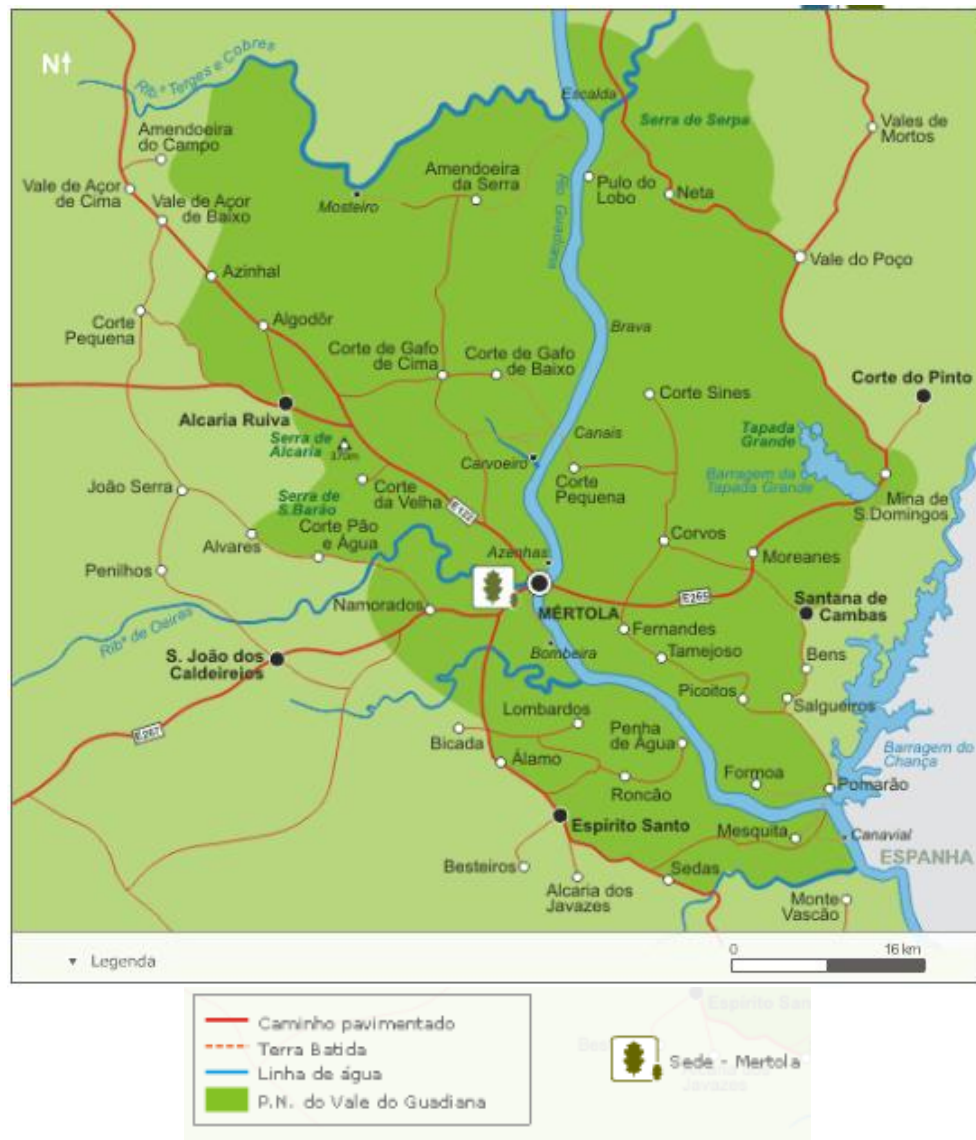 N↑
Ribª Terges e Cobres
Escalda
Serra de Serpa
Vales de
Mortos
Amendoeira
do Campo
Vale de Açor
de Cima
Vale de Açor
de Baixo
Mosteiro
Amendoeira
da Serra
Rio Guadiana
Pulo do
Lobo
Neta
Vale do Poço
Azinhal
Corte
Pequena
Algodôr
Brava
Corte de Gafo
de Cima
Corte de Gafo
de Baixo
Corte Sines
Corte do Pinto
Alcaria Ruiva
Serra de
Alcaria
370m
Canais
Tapada
Grande
Carvoeiro
Corte
Pequena
Barragem da
Tapada Grande
João Serra
Serra de
S.Barão
Corte
da Velha
E122
Mina de
S.Domingos
Alvares
Corte Pão
e Água
Corvos
Penilhos
Azenhas
Moreanes
Namorados
MÉRTOLA
E265
Santana de
Cambas
Ribª de Oeiras
Fernandes
S. João dos
Caldeireios
Bombeira
Tamejoso
Bens
Picoitos
Salgueiros
E267
Lombardos
Bicada
Penha
de Água
Barragem do
Chança
Álamo
Formoa
Pomarão
Roncão
Espírito Santo
Mesquita
Canavial
ESPANHA
Besteiros
Alcaria dos
Javazes
Sedas
Monte
Vascão
▼ Legenda
0 16 km
Caminho pavimentado
Terra Batida
Linha de água
P.N. do Vale do Guadiana
Espírito San
Sede - Mertola
Javazes